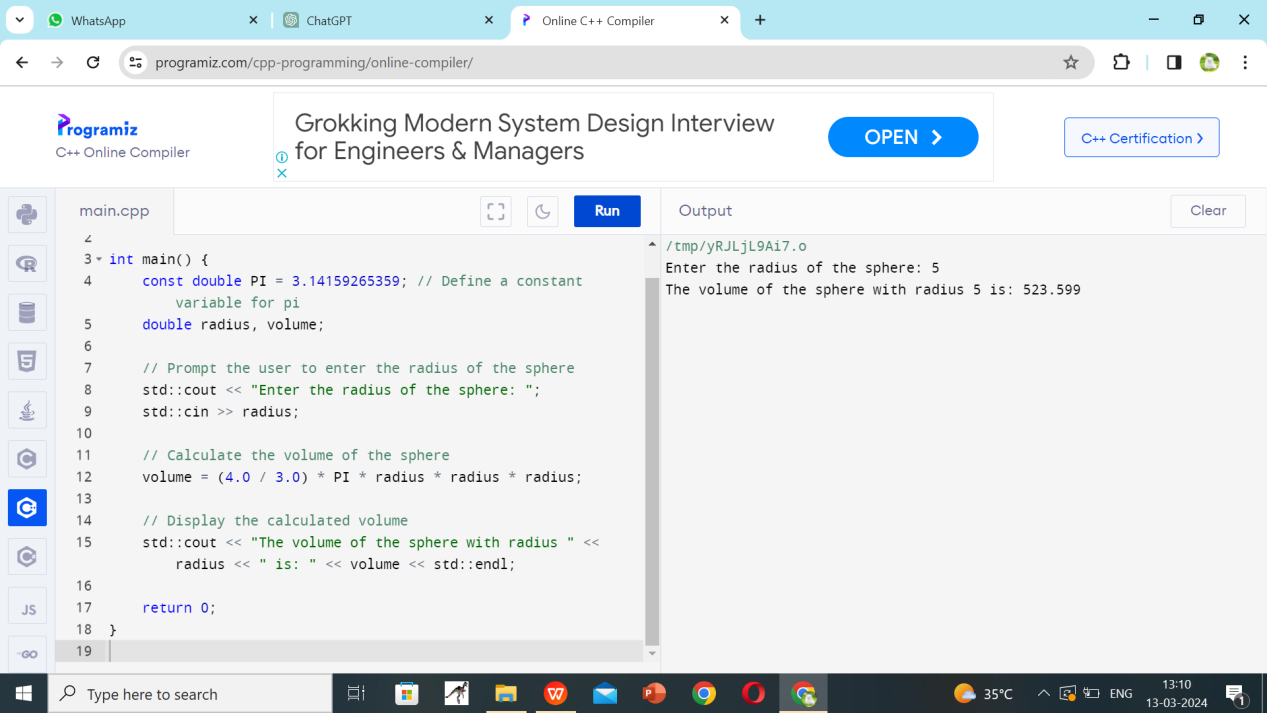 WhatsApp
ChatGPT
Online C++ Compiler
programiz.com/cpp-programming/online-compiler/
Programiz
C++ Online Compiler
Grokking Modern System Design Interview
for Engineers & Managers
OPEN
C++ Certification
main.cpp
Run
Output
Clear
2
3 int main() {
4 const double PI = 3.14159265359; // Define a constant
variable for pi
5 double radius, volume;
6
7 // Prompt the user to enter the radius of the sphere
8 std::cout << "Enter the radius of the sphere: ";
9 std::cin >> radius;
10
11 // Calculate the volume of the sphere
12 volume = (4.0 / 3.0) * PI * radius * radius * radius;
13
14 // Display the calculated volume
15 std::cout << "The volume of the sphere with radius " <<
radius << " is: " << volume << std::endl;
16
17 return 0;
18 }
19
/tmp/yRJLjL9Ai7.o
Enter the radius of the sphere: 5
The volume of the sphere with radius 5 is: 523.599
JS
GO
Type here to search
35°C
ENG
13:10
13-03-2024
1